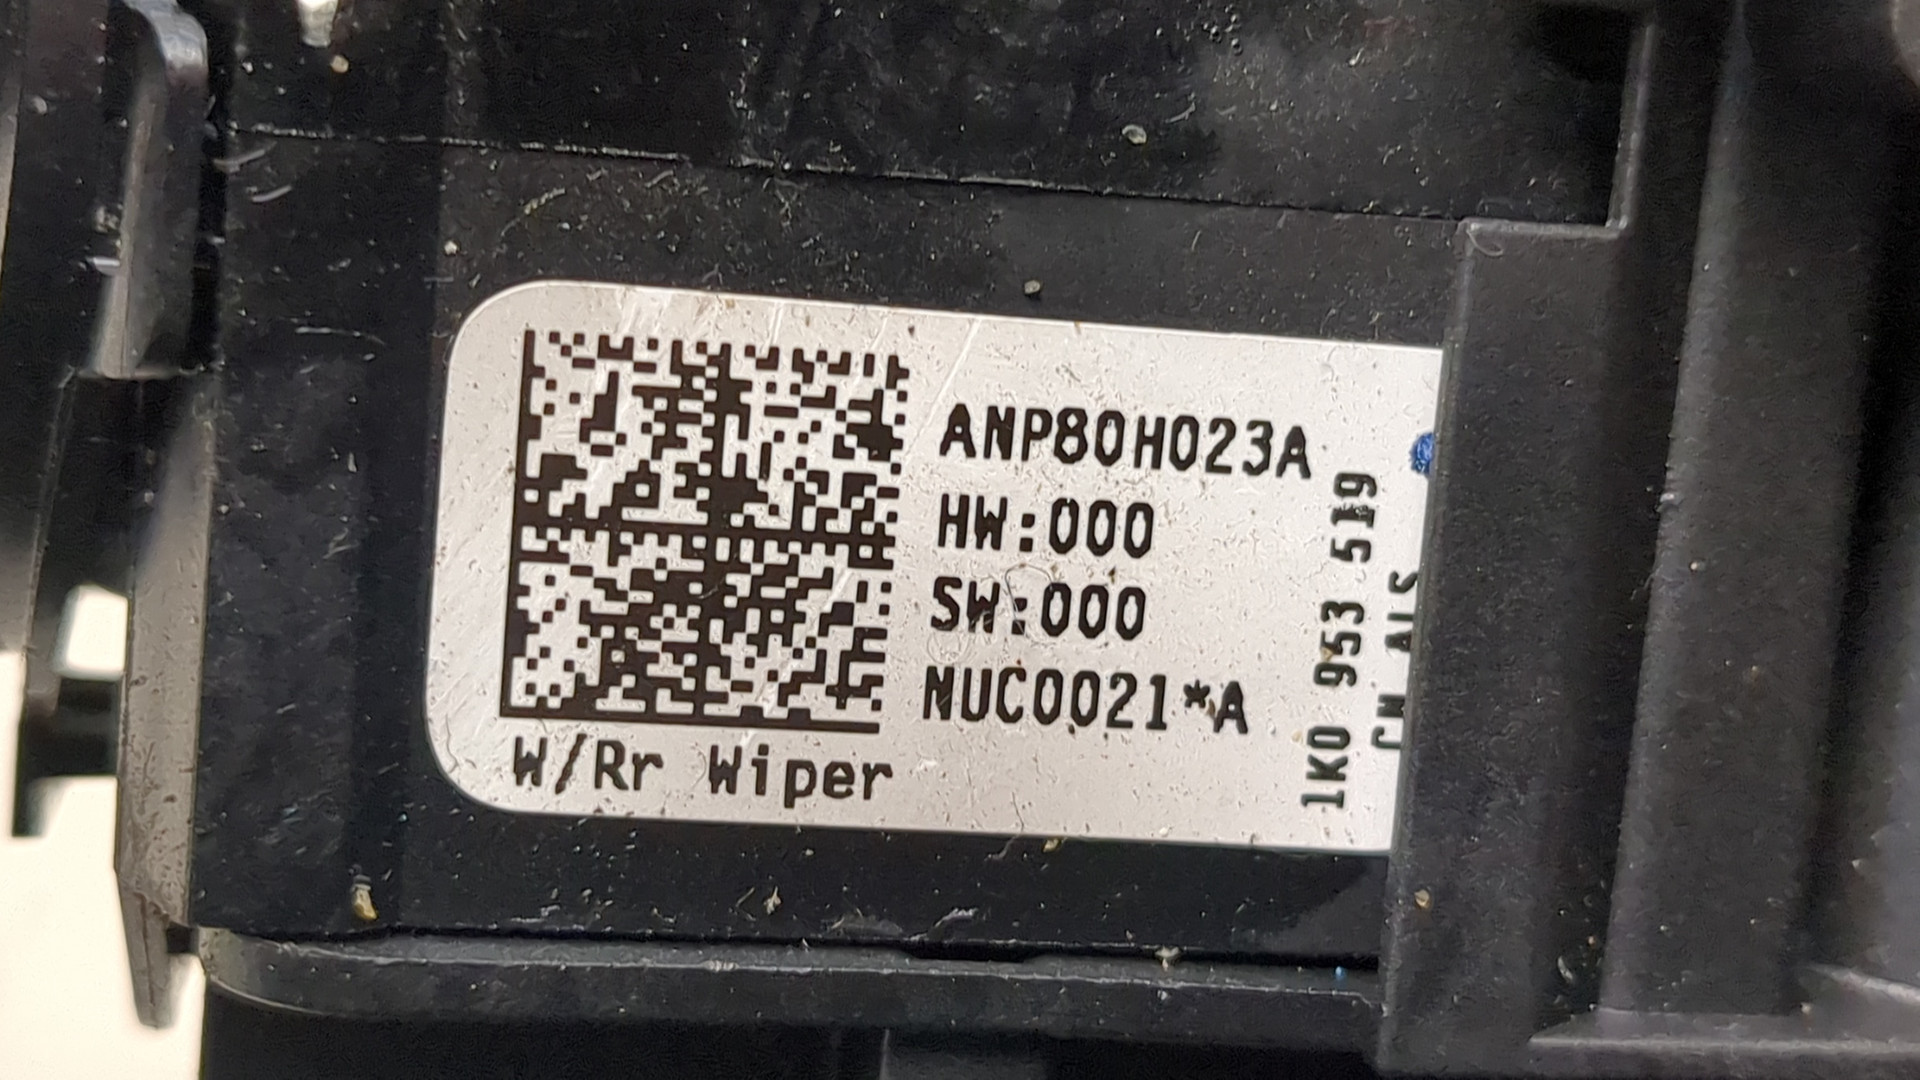 ANP80H023A
HW:000
SW:000
NUC0021*A
W/Rr Wiper
1K0 953 519